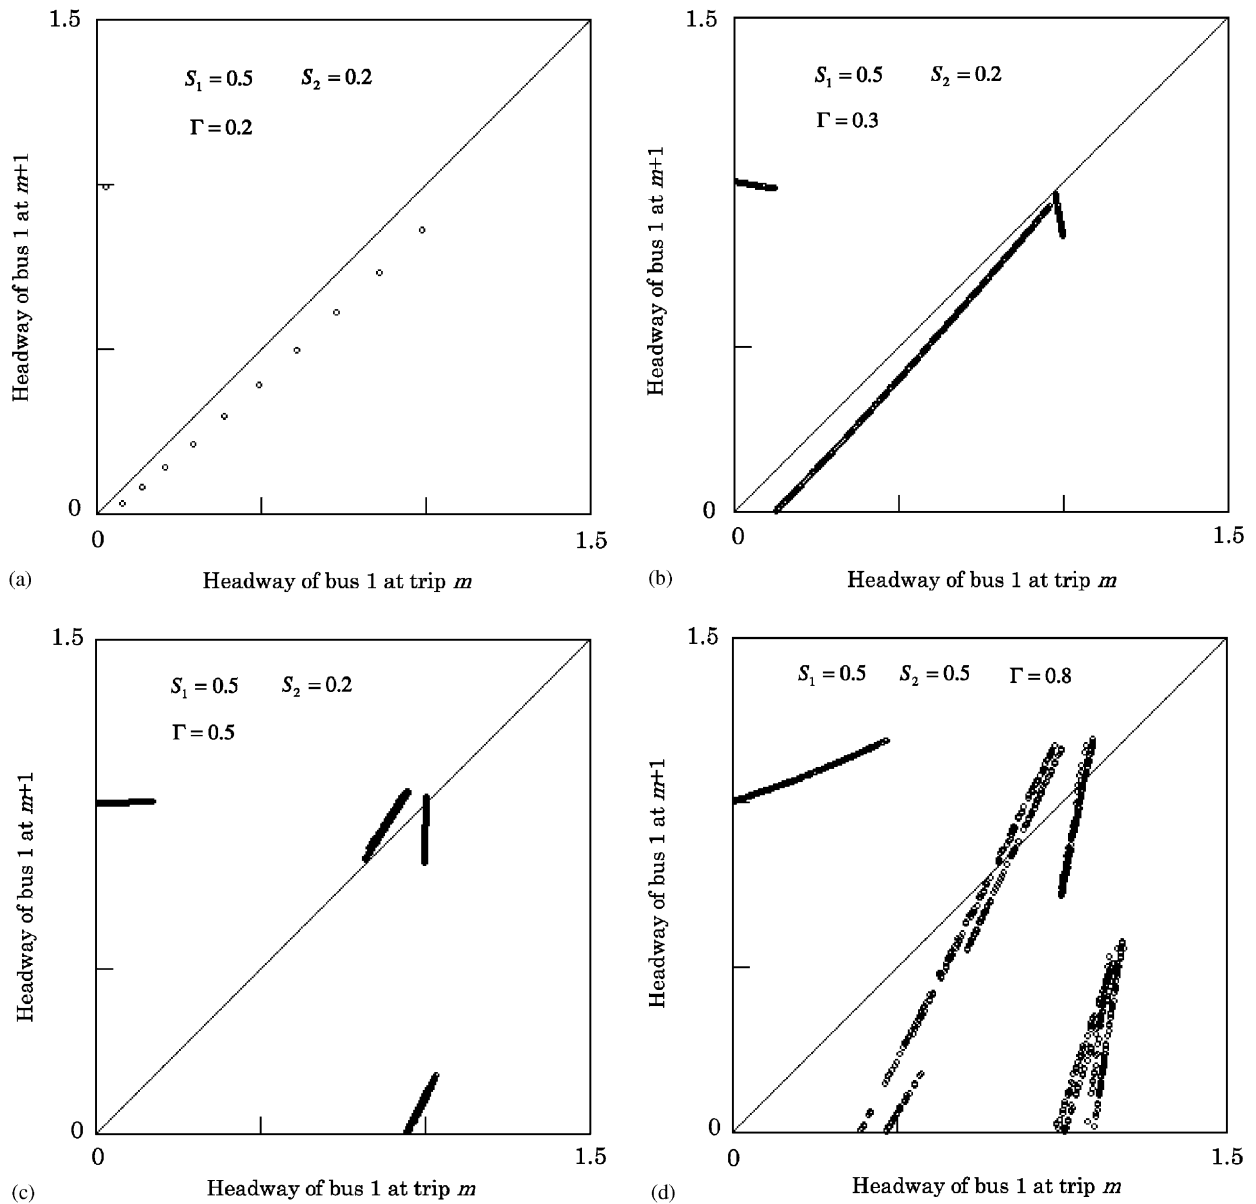 1.5
S₁ = 0.5 S₂ = 0.2
Γ = 0.2
Headway of bus 1 at m+1
0
0 1.5
Headway of bus 1 at trip m
(a)
1.5
S₁ = 0.5 S₂ = 0.2
Γ = 0.3
Headway of bus 1 at m+1
0
0 1.5
Headway of bus 1 at trip m
(b)
1.5
S₁ = 0.5 S₂ = 0.2
Γ = 0.5
Headway of bus 1 at m+1
0
0 1.5
Headway of bus 1 at trip m
(c)
1.5
S₁ = 0.5 S₂ = 0.5 Γ = 0.8
Headway of bus 1 at m+1
0
0 1.5
Headway of bus 1 at trip m
(d)